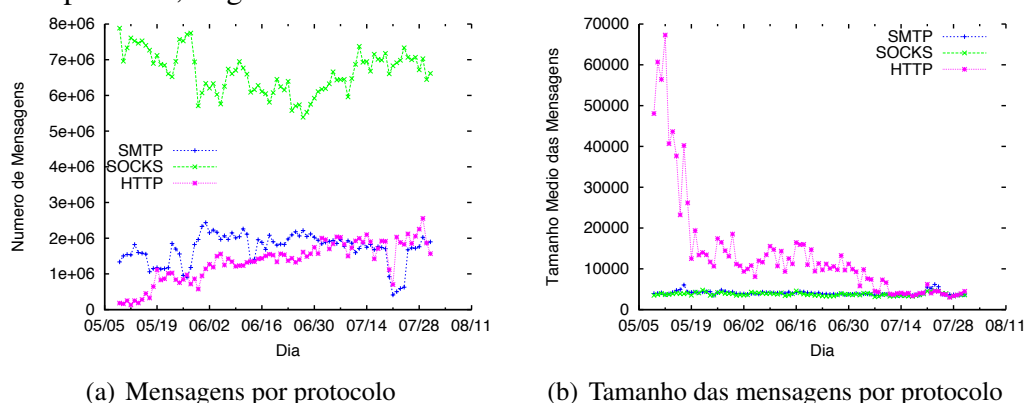 Numero de Mensagens
8e+06
7e+06
6e+06
5e+06
4e+06
3e+06
2e+06
1e+06
0
SMTP
SOCKS
HTTP
05/05 05/19 06/02 06/16 06/30 07/14 07/28 08/11
Dia
(a) Mensagens por protocolo
Tamanho Medio das Mensagens
70000
60000
50000
40000
30000
20000
10000
0
SMTP
SOCKS
HTTP
05/05 05/19 06/02 06/16 06/30 07/14 07/28 08/11
Dia
(b) Tamanho das mensagens por protocolo